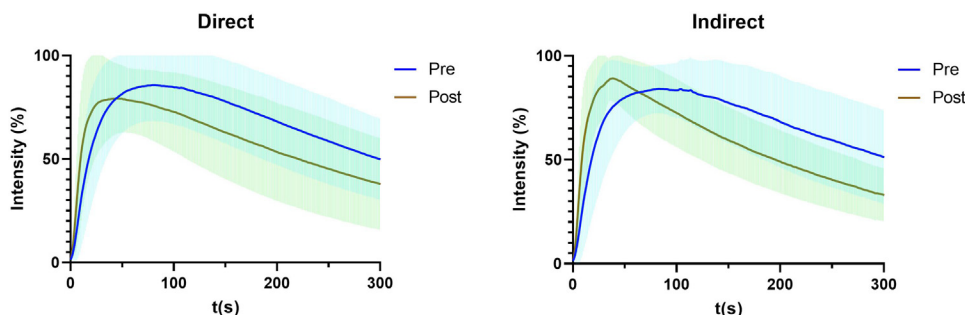 Direct
Intensity (%)
100
50
0
0
100
200
300
t(s)
Pre
Post
Indirect
Intensity (%)
100
50
0
0
100
200
300
t(s)
Pre
Post